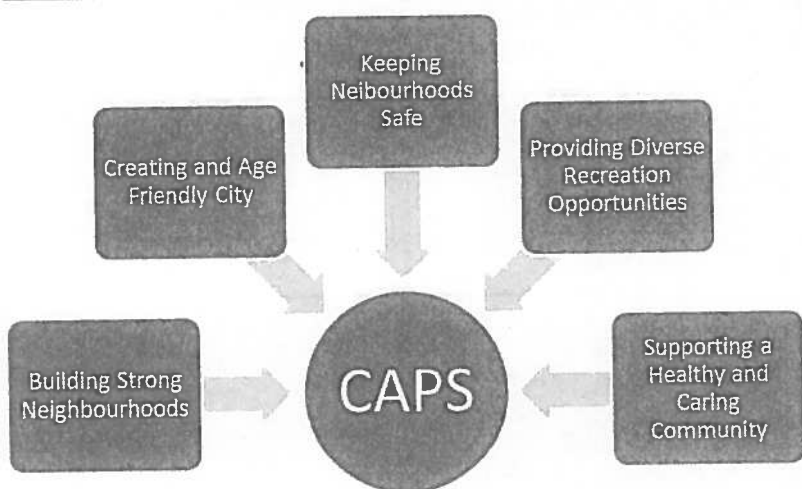 Building Strong
Neighbourhoods
Creating and Age
Friendly City
Keeping
Neibourhoods
Safe
Providing Diverse
Recreation
Opportunities
Supporting a
Healthy and
Caring
Community
CAPS